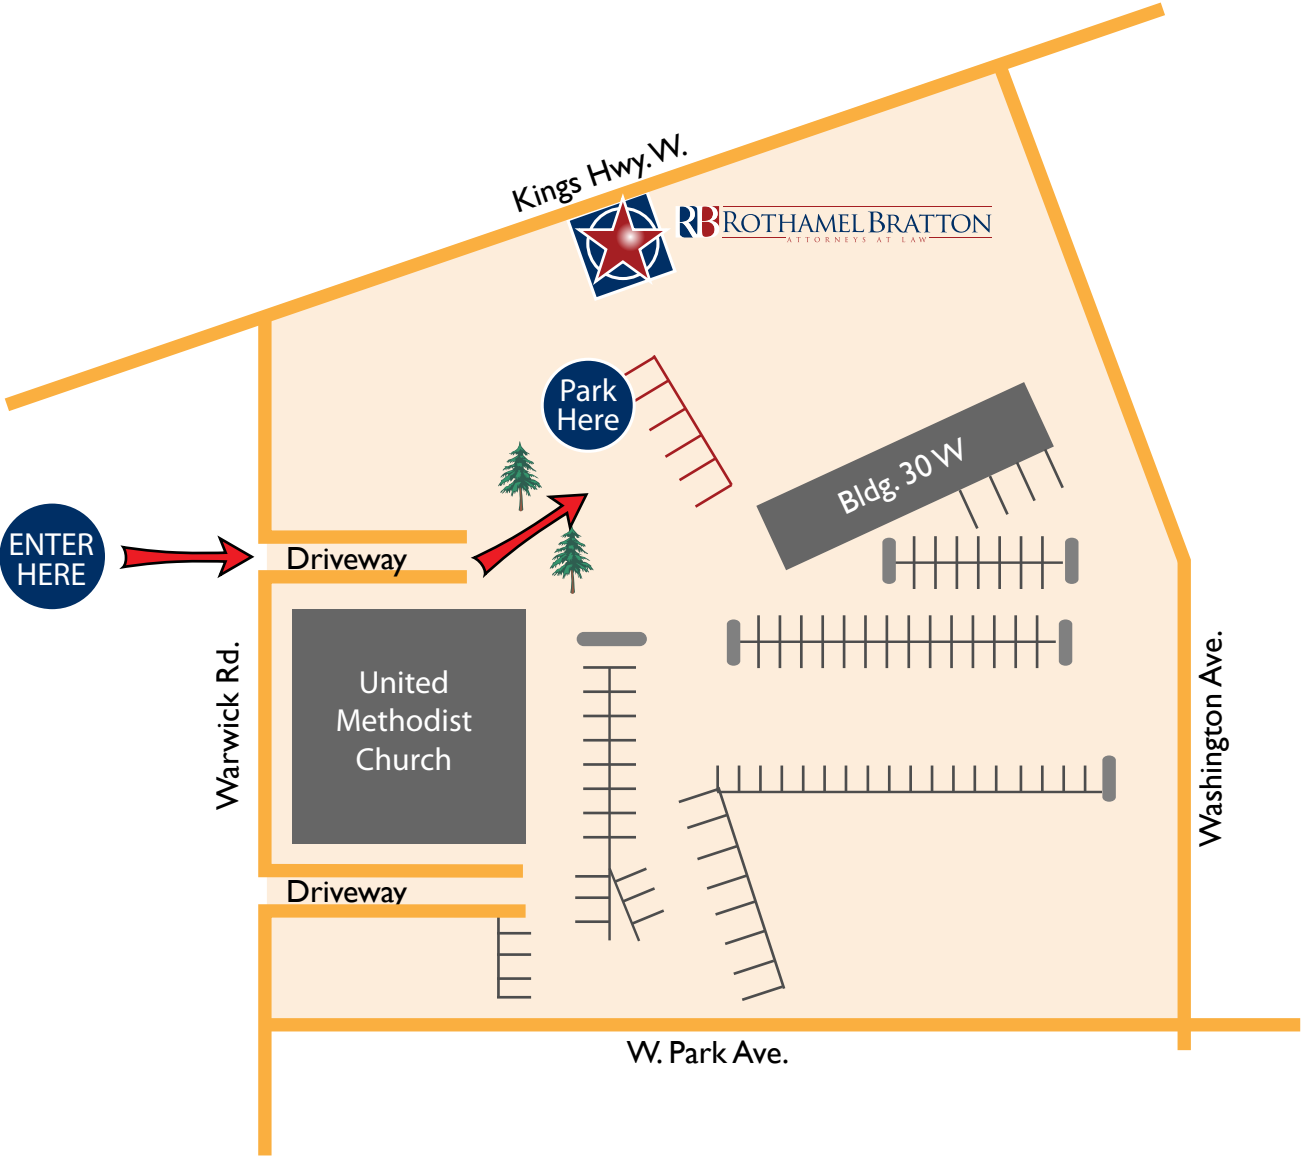 Kings Hwy. W.
RB ROTHAMEL BRATTON
ATTORNEYS AT LAW
Park
Here
Bldg. 30 W
ENTER
HERE
Driveway
United
Methodist
Church
Warwick Rd.
Washington Ave.
Driveway
W. Park Ave.